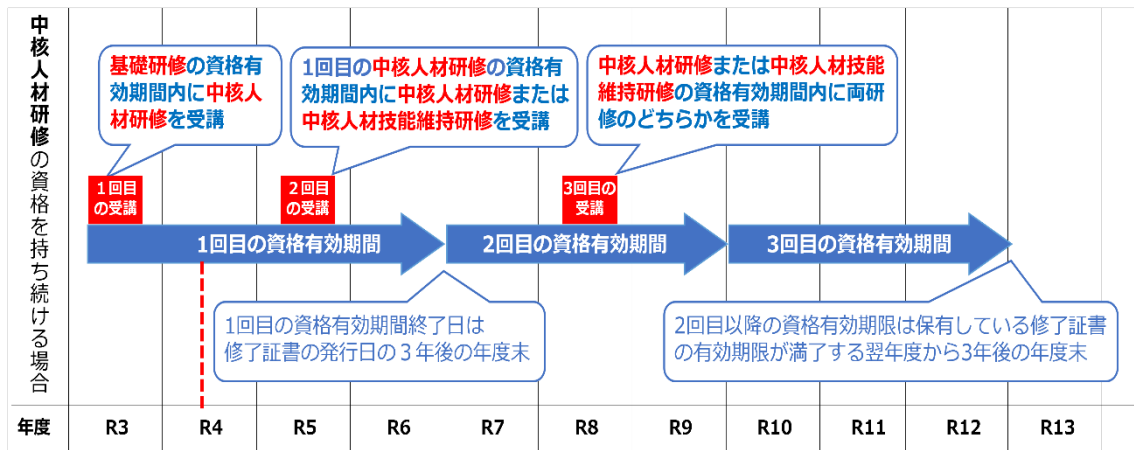 中核人材研修の資格を持ち続ける場合
基礎研修の資格有
効期間内に中核人
材研修を受講
1回目の中核人材研修の資格有
効期間内に中核人材研修または
中核人材技能維持研修を受講
中核人材研修または中核人材技能
維持研修の資格有効期間内に両研
修のどちらかを受講
1回目
の受講
2回目
の受講
3回目の
受講
1回目の資格有効期間
2回目の資格有効期間
3回目の資格有効期間
1回目の資格有効期間終了日は
修了証書の発行日の３年後の年度末
2回目以降の資格有効期限は保有している修了証書
の有効期限が満了する翌年度から3年後の年度末
年度 R3 R4 R5 R6 R7 R8 R9 R10 R11 R12 R13